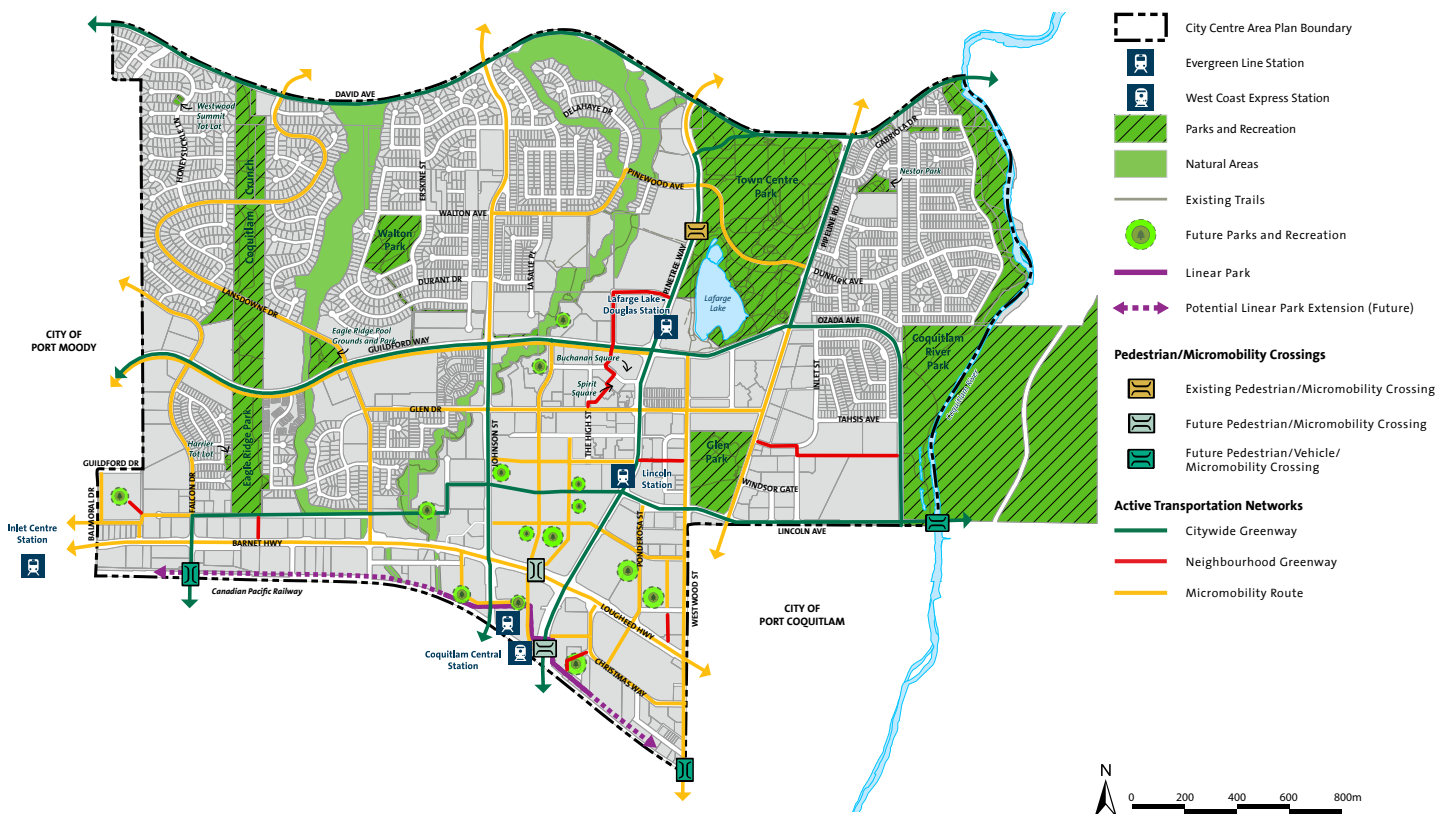 DAVID AVE
Westwood
Summit
Tot Lot
HONEYSUCKLE LN
Coquitlam Crunch
DELAHAYE DR
ERSKINE ST
WALTON AVE
Walton
Park
DURANT DR
LASALLE PL
PINEWOOD AVE
Town Centre
Park
PIPELINE RD
GABRIOLA DR
Nestor Park
PINETREE WAY
DUNKIRK AVE
Lafarge
Lake
Lafarge Lake -
Douglas Station
OZADA AVE
LANSDOWNE DR
Eagle Ridge Pool
Grounds and Park
GUILDFORD WAY
Buchanan Square
Spirit
Square
Coquitlam
River
Park
Coquitlam River
INLET ST
TAHSIS AVE
GLEN DR
JOHNSON ST
THE HIGH ST
Glen
Park
Eagle Ridge Park
Harrier
Tot Lot
GUILDFORD DR
BALMORAL DR
FALCON DR
Lincoln
Station
WINDSOR GATE
LINCOLN AVE
BARNET HWY
PONDEROSA ST
WESTWOOD ST
Canadian Pacific Railway
LOUGHEED HWY
CHRISTMAS WAY
Coquitlam Central
Station
Inlet Centre
Station
CITY OF
PORT MOODY
CITY OF
PORT COQUITLAM
City Centre Area Plan Boundary
Evergreen Line Station
West Coast Express Station
Parks and Recreation
Natural Areas
Existing Trails
Future Parks and Recreation
Linear Park
Potential Linear Park Extension (Future)
Pedestrian/Micromobility Crossings
Existing Pedestrian/Micromobility Crossing
Future Pedestrian/Micromobility Crossing
Future Pedestrian/Vehicle/
Micromobility Crossing
Active Transportation Networks
Citywide Greenway
Neighbourhood Greenway
Micromobility Route
N
0 200 400 600 800m